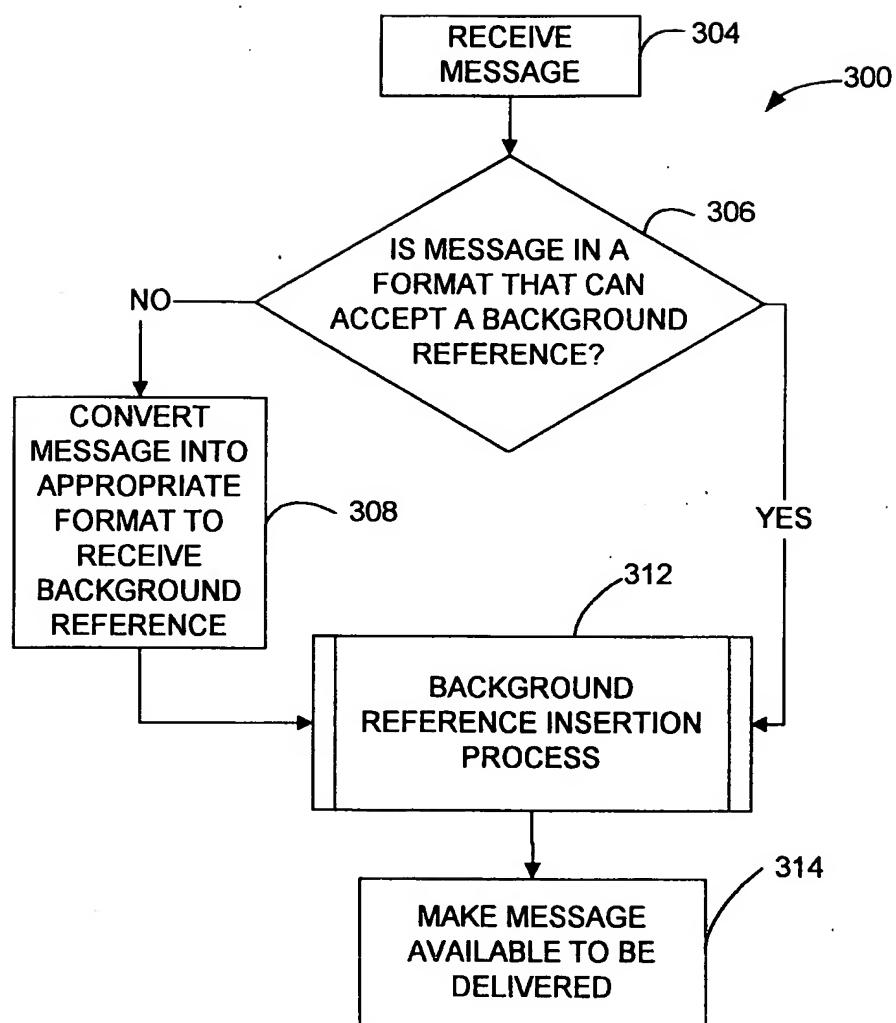 RECEIVE
MESSAGE
304
300
306
IS MESSAGE IN A
FORMAT THAT CAN
ACCEPT A BACKGROUND
REFERENCE?
NO
YES
CONVERT
MESSAGE INTO
APPROPRIATE
FORMAT TO
RECEIVE
BACKGROUND
REFERENCE
308
312
BACKGROUND
REFERENCE INSERTION
PROCESS
314
MAKE MESSAGE
AVAILABLE TO BE
DELIVERED